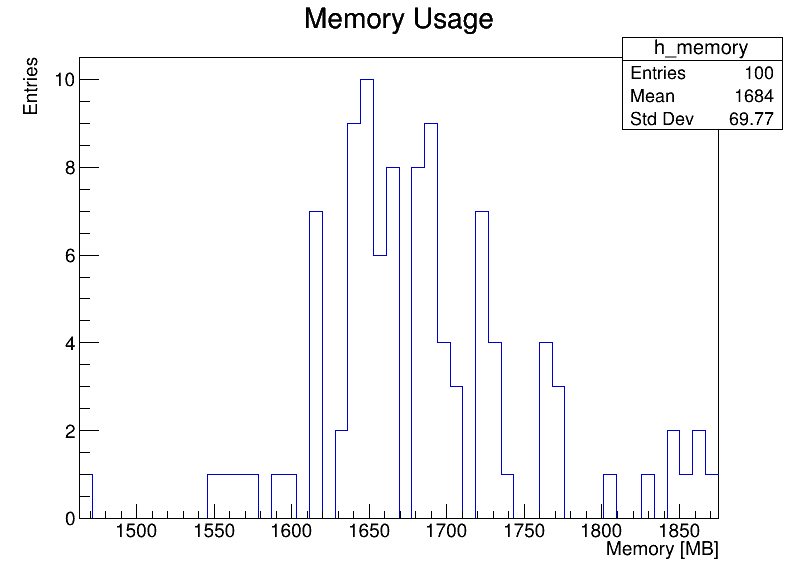 Memory Usage
h_memory
Entries 100
Mean 1684
Std Dev 69.77
Entries
10
8
6
4
2
0
1500 1550 1600 1650 1700 1750 1800 1850
Memory [MB]